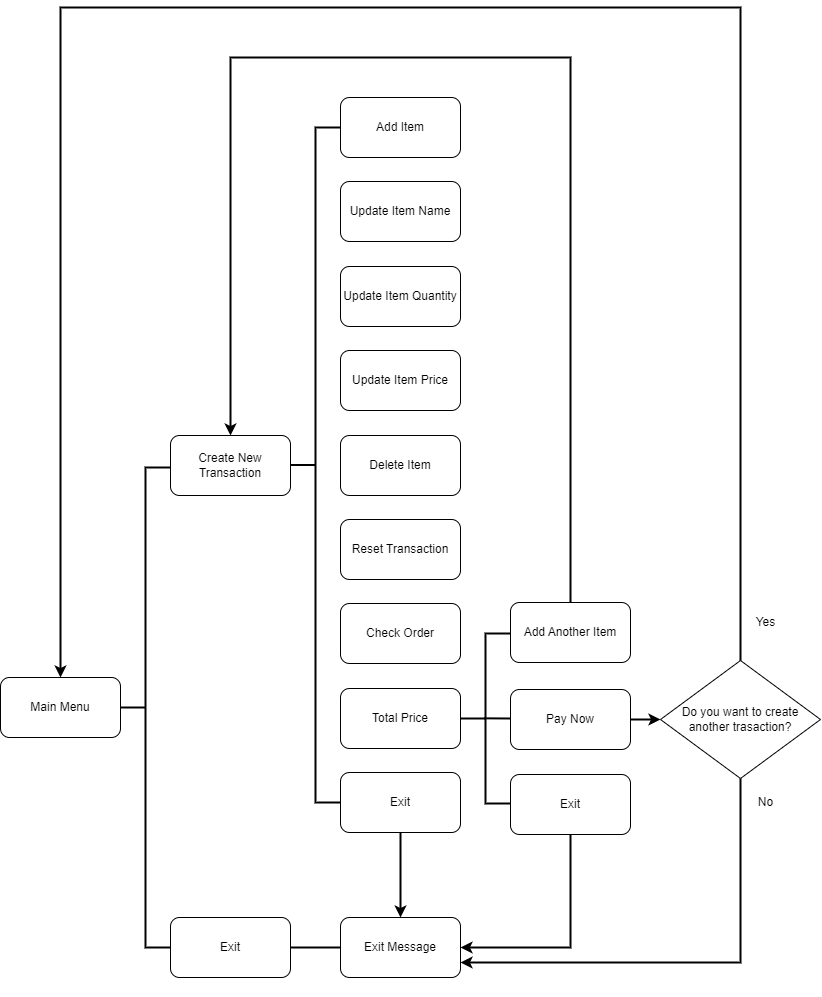 Add Item
Update Item Name
Update Item Quantity
Update Item Price
Create New
Transaction
Delete Item
Reset Transaction
Check Order
Add Another Item
Yes
Main Menu
Total Price
Pay Now
Do you want to create
another trasaction?
Exit
Exit
No
Exit
Exit Message